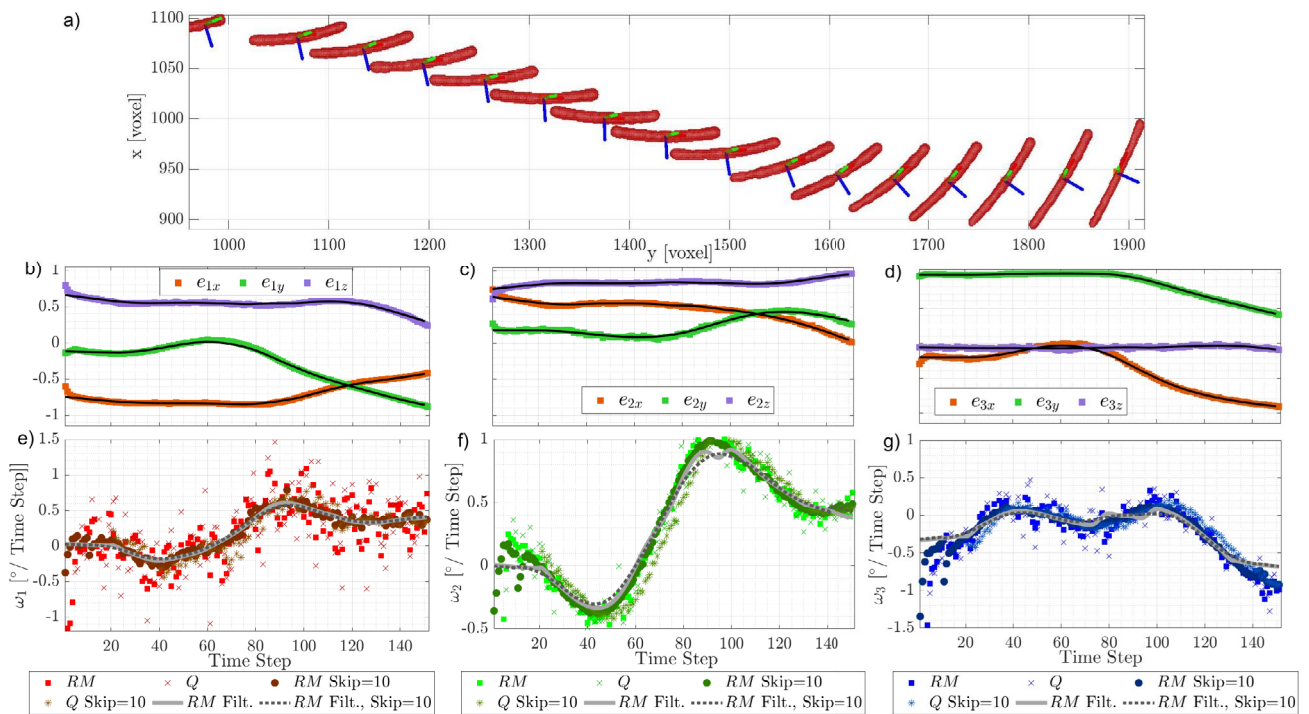 a)
x [voxel]
1100
1050
1000
950
900
1000 1100 1200 1300 1400 1500 1600 1700 1800 1900
y [voxel]
b) c) d)
e1x e1y e1z
1
0.5
0
-0.5
-1
e2x e2y e2z
e3x e3y e3z
e)
ω1 [°/ Time Step]]
1.5
1
0.5
0
-0.5
-1
20 40 60 80 100 120 140
Time Step
f)
ω2 [°/ Time Step]
1
0.5
0
-0.5
20 40 60 80 100 120 140
Time Step
g)
ω3 [°/ Time Step]
1
0.5
0
-0.5
-1
-1.5
20 40 60 80 100 120 140
Time Step
RM Q RM Skip=10
Q Skip=10 RM Filt. RM Filt., Skip=10
RM Q RM Skip=10
Q Skip=10 RM Filt. RM Filt., Skip=10
RM Q RM Skip=10
Q Skip=10 RM Filt. RM Filt., Skip=10